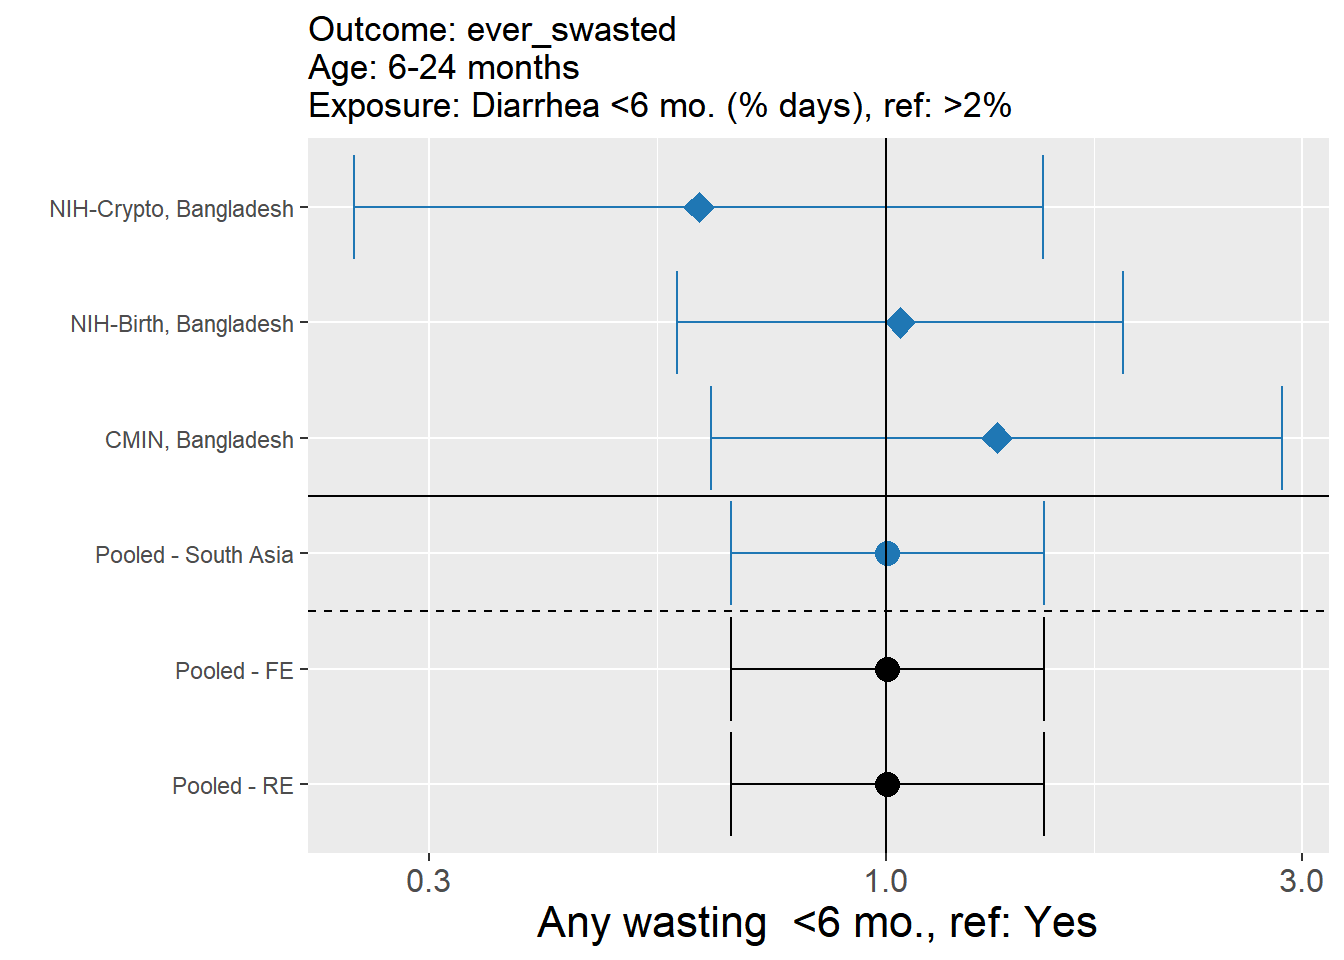 Outcome: ever_swasted
Age: 6-24 months
Exposure: Diarrhea <6 mo. (% days), ref: >2%
NIH-Crypto, Bangladesh
NIH-Birth, Bangladesh
CMIN, Bangladesh
Pooled - South Asia
Pooled - FE
Pooled - RE
0.3 1.0 3.0
Any wasting  <6 mo., ref: Yes